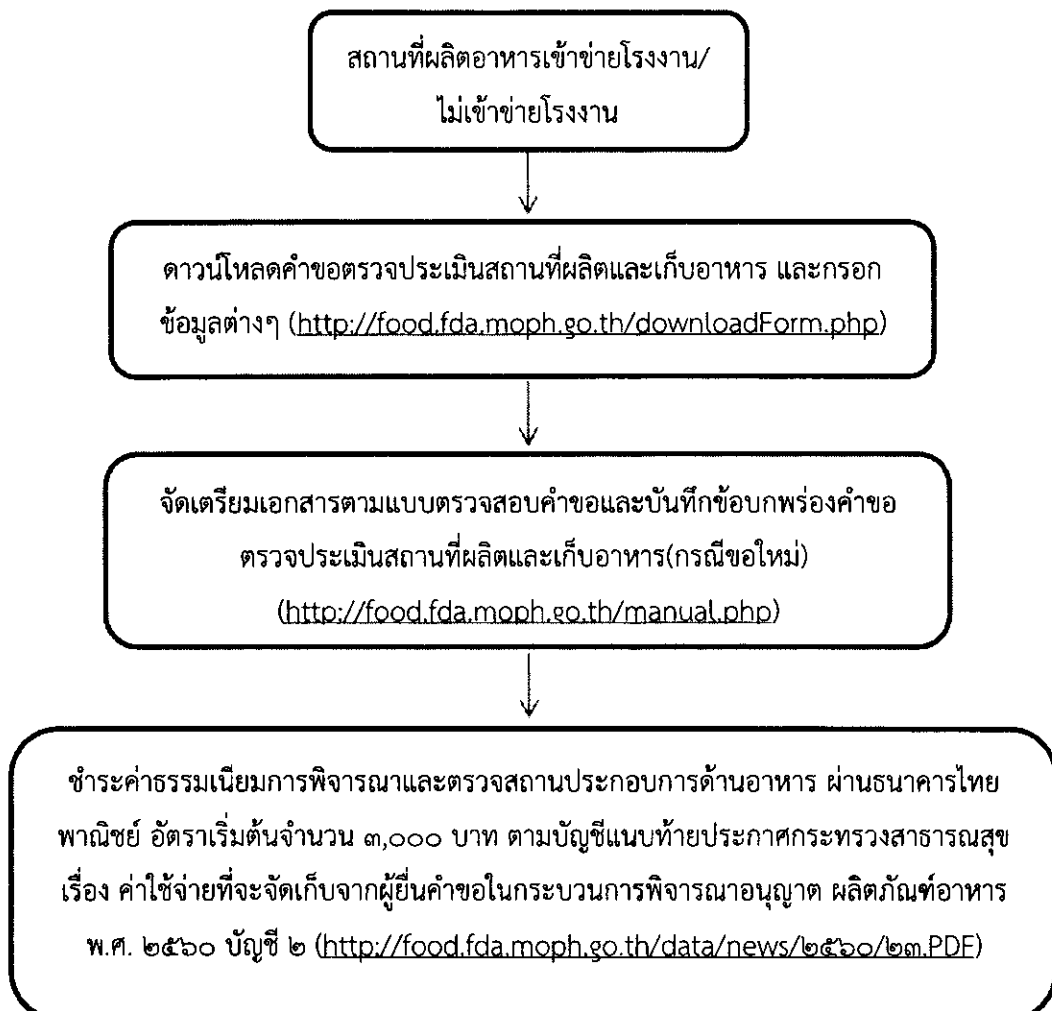 สถานที่ผลิตอาหารเข้าข่ายโรงงาน/
ไม่เข้าข่ายโรงงาน
ดาวน์โหลดคำขอตรวจประเมินสถานที่ผลิตและเก็บอาหาร และกรอก
ข้อมูลต่างๆ (http://food.fda.moph.go.th/downloadForm.php)
จัดเตรียมเอกสารตามแบบตรวจสอบคำขอและบันทึกข้อบกพร่องคำขอ
ตรวจประเมินสถานที่ผลิตและเก็บอาหาร(กรณีขอใหม่)
(http://food.fda.moph.go.th/manual.php)
ชำระค่าธรรมเนียมการพิจารณาและตรวจสถานประกอบการด้านอาหาร ผ่านธนาคารไทย
พาณิชย์ อัตราเริ่มต้นจำนวน ๓,๐๐๐ บาท ตามบัญชีแนบท้ายประกาศกระทรวงสาธารณสุข
เรื่อง ค่าใช้จ่ายที่จะจัดเก็บจากผู้ยื่นคำขอในกระบวนการพิจารณาอนุญาต ผลิตภัณฑ์อาหาร
พ.ศ. ๒๕๖๐ บัญชี ๒ (http://food.fda.moph.go.th/data/news/๒๕๖๐/๒๓.PDF)